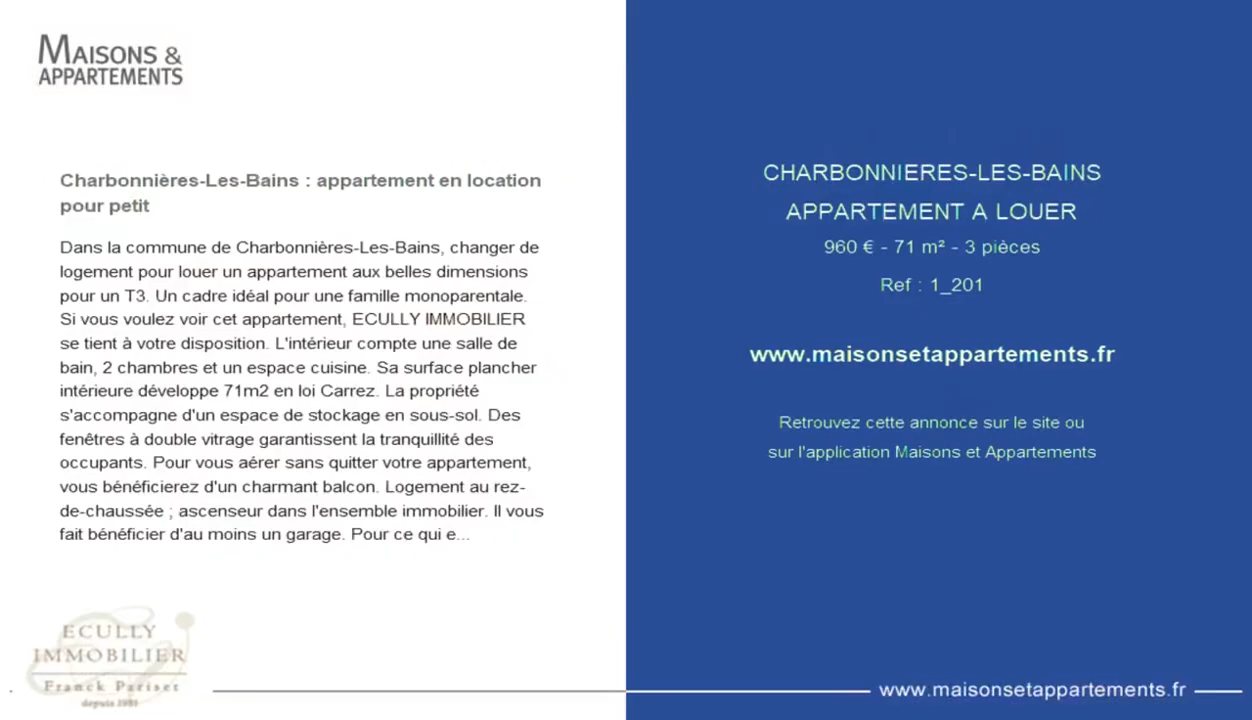 MAISONS &
APPARTEMENTS
Charbonnières-Les-Bains : appartement en location
pour petit
Dans la commune de Charbonnières-Les-Bains, changer de
logement pour louer un appartement aux belles dimensions
pour un T3. Un cadre idéal pour une famille monoparentale.
Si vous voulez voir cet appartement, ECULLY IMMOBILIER
se tient à votre disposition. L'intérieur compte une salle de
bain, 2 chambres et un espace cuisine. Sa surface plancher
intérieure développe 71m2 en loi Carrez. La propriété
s'accompagne d'un espace de stockage en sous-sol. Des
fenêtres à double vitrage garantissent la tranquillité des
occupants. Pour vous aérer sans quitter votre appartement,
vous bénéficierez d'un charmant balcon. Logement au rez-
de-chaussée ; ascenseur dans l'ensemble immobilier. Il vous
fait bénéficier d'au moins un garage. Pour ce qui e...
ECULLY
IMMOBILIER
Franck Pariset
depuis 1981
CHARBONNIERES-LES-BAINS
APPARTEMENT A LOUER
960 € - 71 m² - 3 pièces
Ref : 1_201
www.maisonsetappartements.fr
Retrouvez cette annonce sur le site ou
sur l'application Maisons et Appartements
www.maisonsetappartements.fr